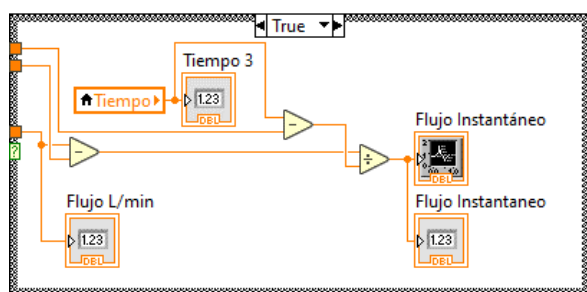 True
Tiempo 3
Tiempo
1.23
DBL
Flujo Instantáneo
DBL
Flujo L/min
1.23
DBL
Flujo Instantaneo
1.23
DBL
?